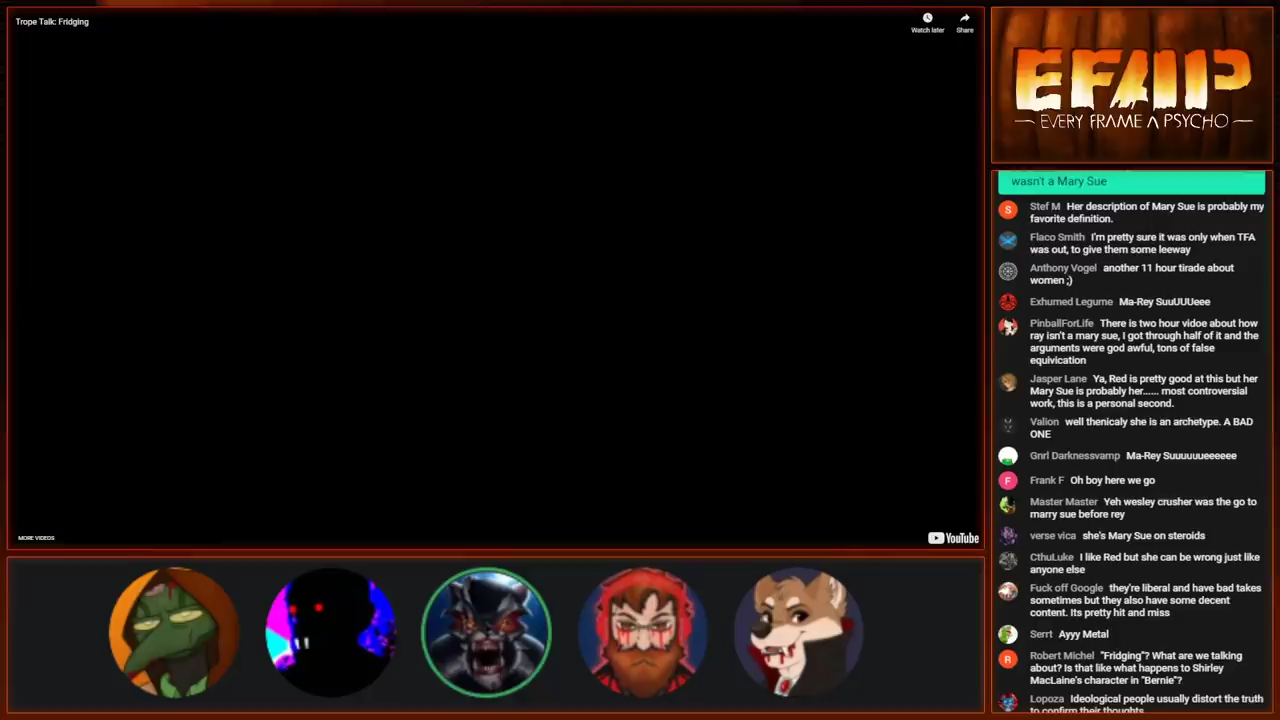 Trope Talk: Fridging
Watch later
Share
MORE VIDEOS
YouTube
EFAP
EVERY FRAME A PSYCHO
wasn't a Mary Sue
Stef M Her description of Mary Sue is probably my
favorite definition.
Flaco Smith I'm pretty sure it was only when TFA
was out, to give them some leeway
Anthony Vogel another 11 hour tirade about
women ;)
Exhumed Legume Ma-Rey SuuUUUeee
PinballForLife There is two hour vidoe about how
ray isn't a mary sue, I got through half of it and the
arguments were god awful, tons of false
equivication
Jasper Lane Ya, Red is pretty good at this but her
Mary Sue is probably her...... most controversial
work, this is a personal second.
Valion well thenicaly she is an archetype. A BAD
ONE
Gnrl Darknessvamp Ma-Rey Suuuuuueeeeee
Frank F Oh boy here we go
Master Master Yeh wesley crusher was the go to
marry sue before rey
verse vica she's Mary Sue on steroids
CthuLuke I like Red but she can be wrong just like
anyone else
Fuck off Google they're liberal and have bad takes
sometimes but they also have some decent
content. Its pretty hit and miss
Serrt Ayyy Metal
Robert Michel "Fridging"? What are we talking
about? Is that like what happens to Shirley
MacLaine's character in "Bernie"?
Lopoza Ideological people usually distort the truth
to confirm their thoughts